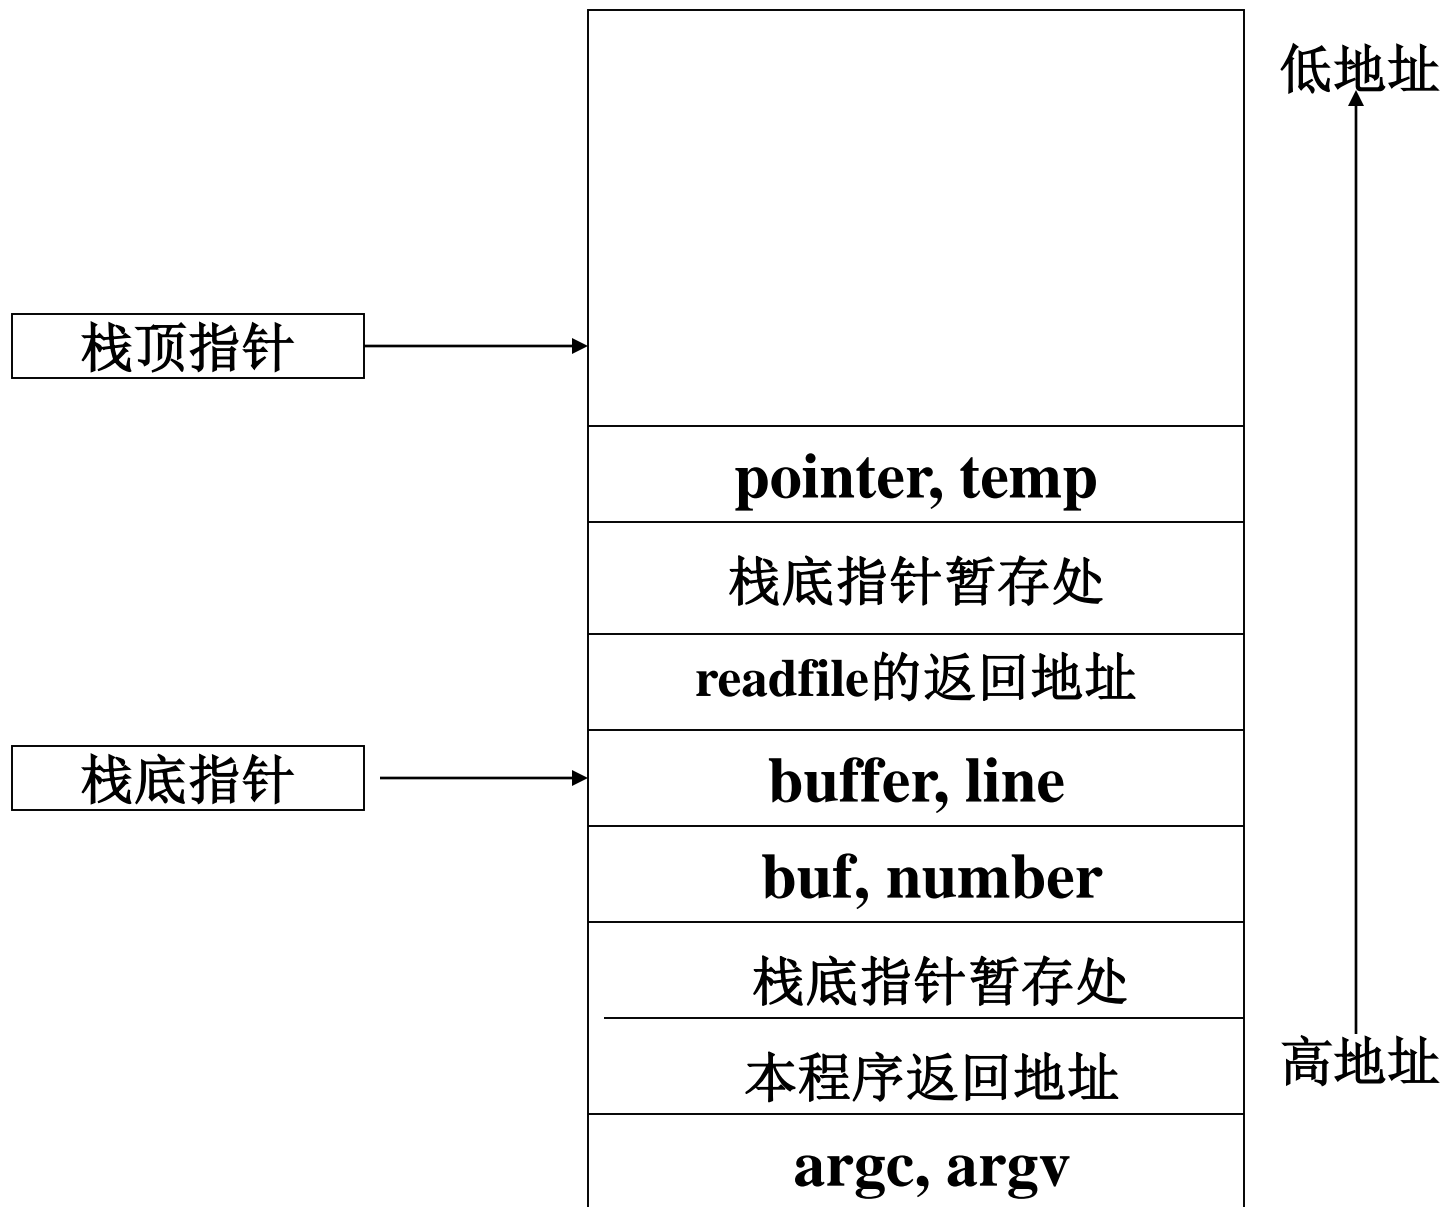 低地址
栈顶指针
pointer, temp
栈底指针暂存处
readfile的返回地址
栈底指针
buffer, line
buf, number
栈底指针暂存处
高地址
本程序返回地址
argc, argv